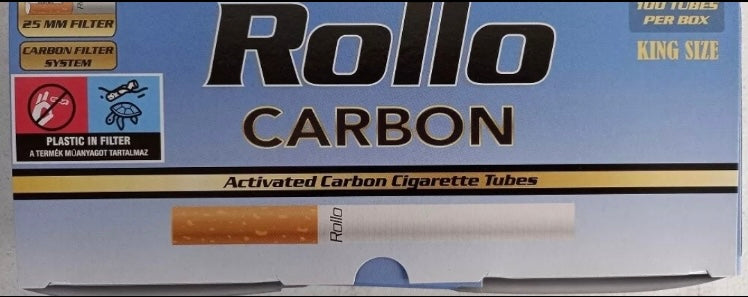 Rollo
100 TUBES
PER BOX
25 MM FILTER
CARBON FILTER
SYSTEM
KING SIZE
CARBON
PLASTIC IN FILTER
A TERMÉK MŰANYAGOT TARTALMAZ
Activated Carbon Cigarette Tubes
Rollo